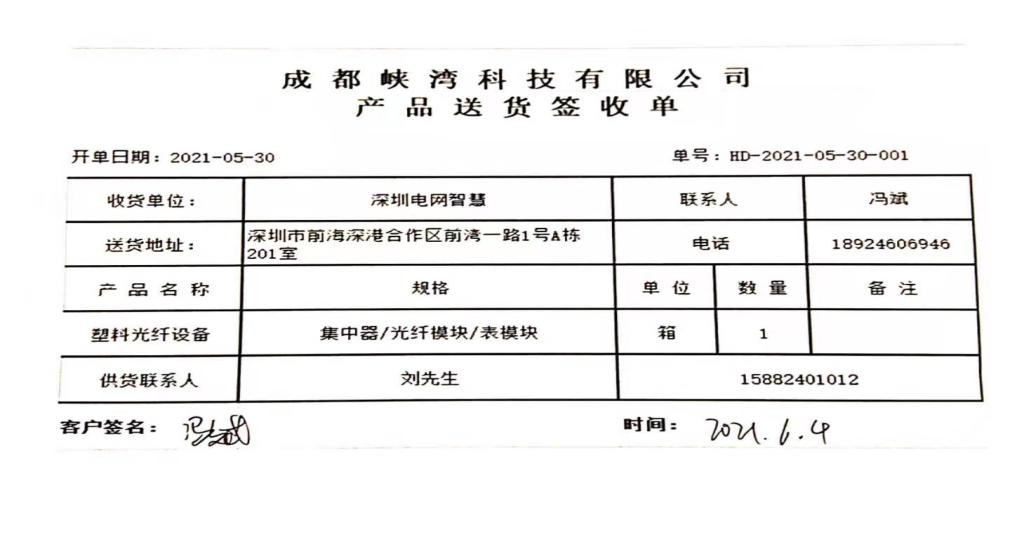 成都峡湾科技有限公司
产品送货签收单
开单日期：2021-05-30 单号：HD-2021-05-30-001
收货单位： 深圳电网智慧 联系人 冯斌
送货地址： 深圳市前海深港合作区前湾一路1号A栋
201室 电话 18924606946
产品名称 规格 单位 数量 备注
塑料光纤设备 集中器/光纤模块/表模块 箱 1
供货联系人 刘先生 15882401012
客户签名： 冯斌 时间： 2021.6.4